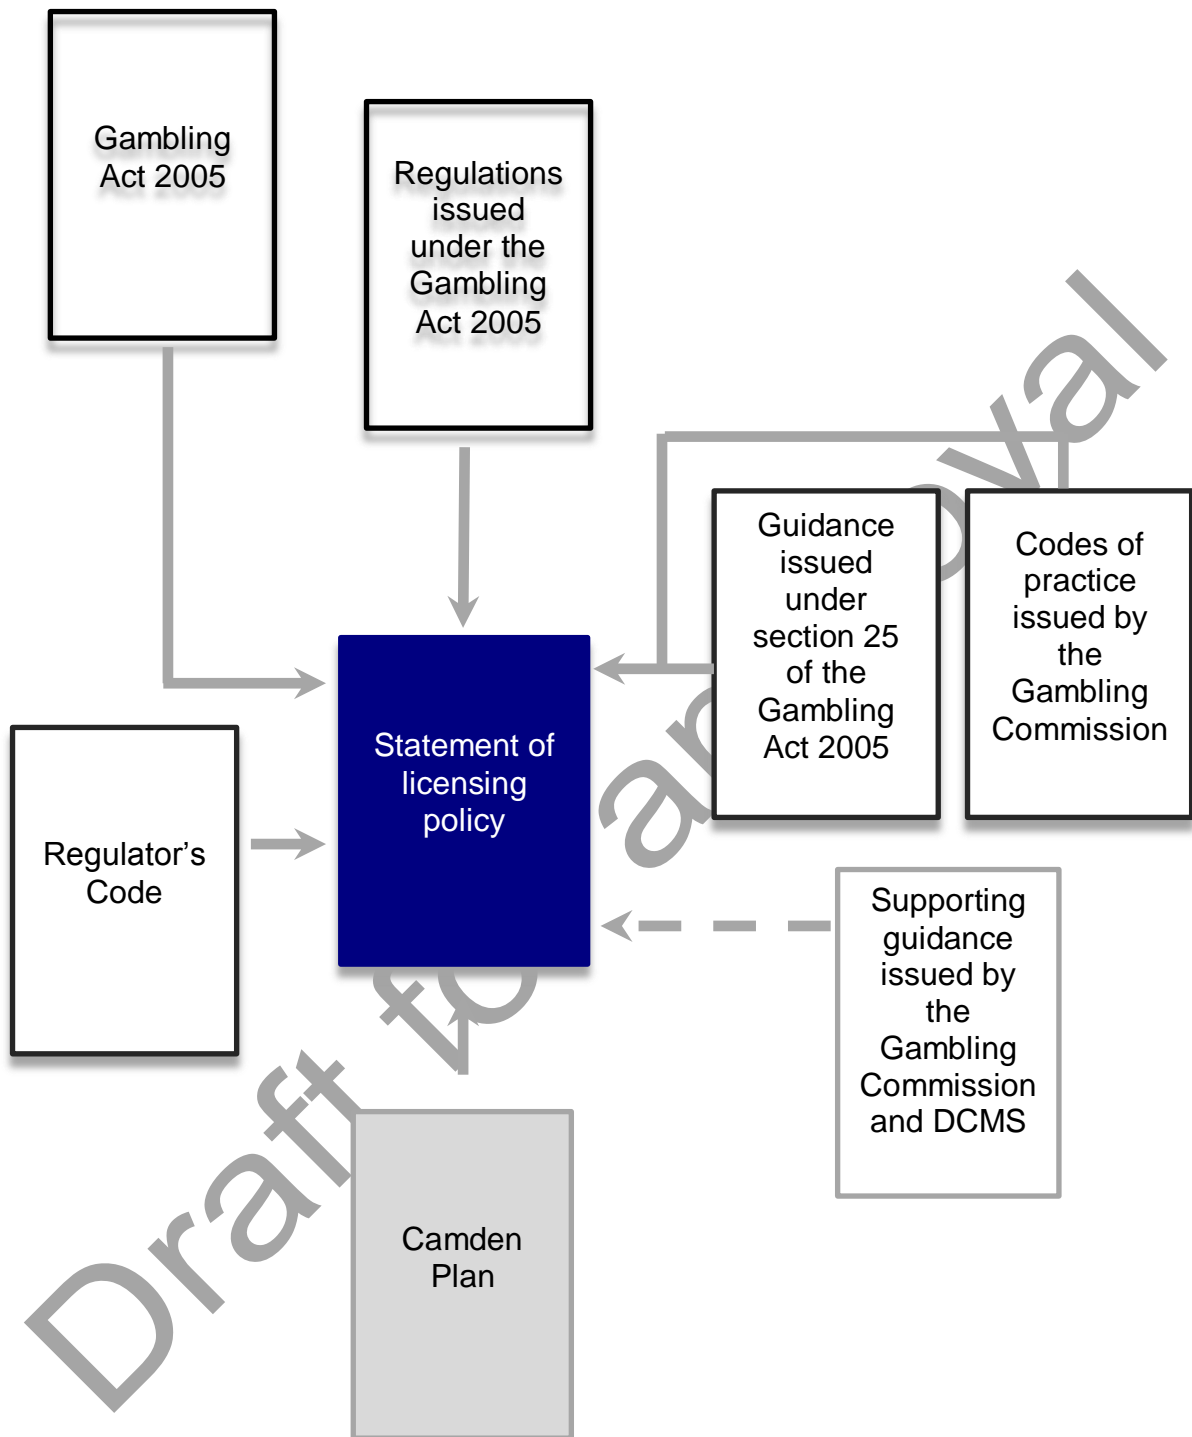 Gambling
Act 2005
Regulations
issued
under the
Gambling
Act 2005
Guidance
issued
under
section 25
of the
Gambling
Act 2005
Codes of
practice
issued by
the
Gambling
Commission
Statement of
licensing
policy
Regulator’s
Code
Supporting
guidance
issued by
the
Gambling
Commission
and DCMS
Camden
Plan
Draft for approval